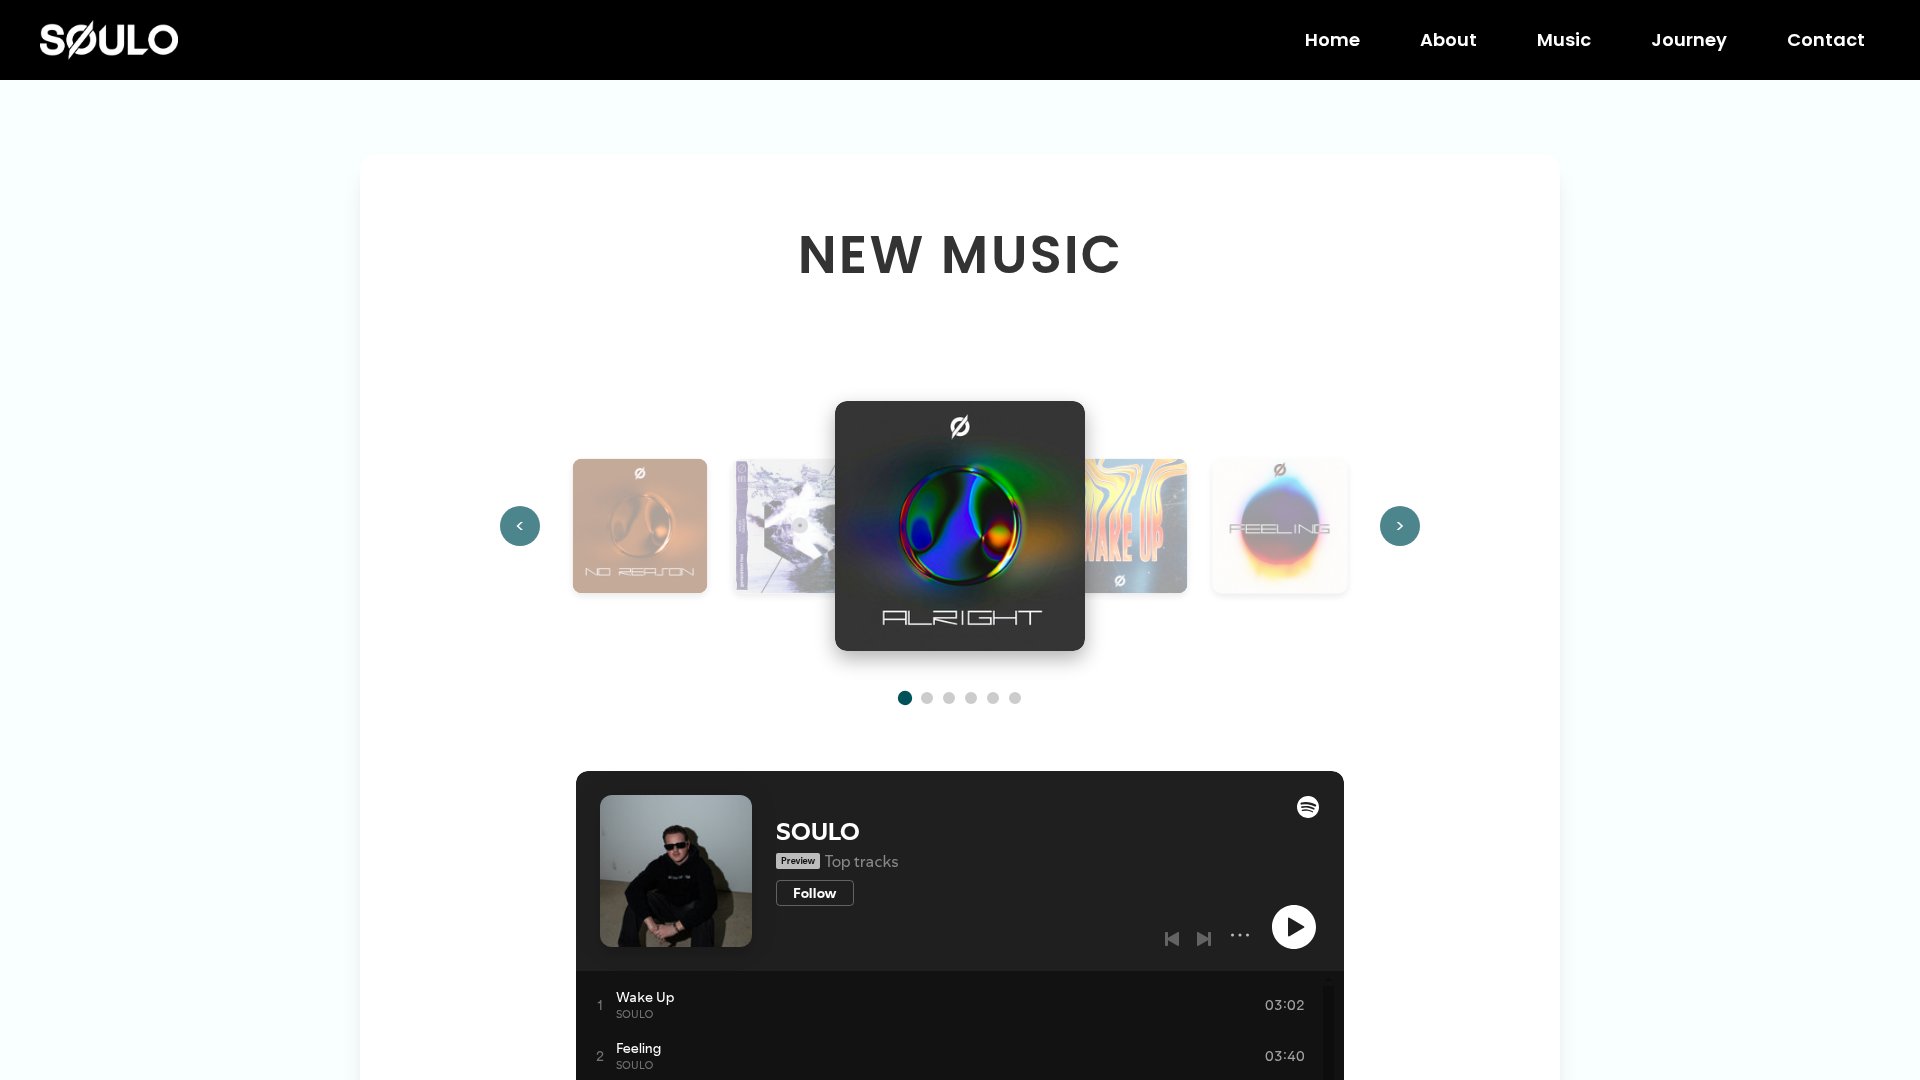 SØULO
Home
About
Music
Journey
Contact
NEW MUSIC
<
NO REASON
WAKE UP
FEELING
ALRIGHT
>
SOULO
Preview
Top tracks
Follow
1
Wake Up
SOULO
03:02
2
Feeling
SOULO
03:40